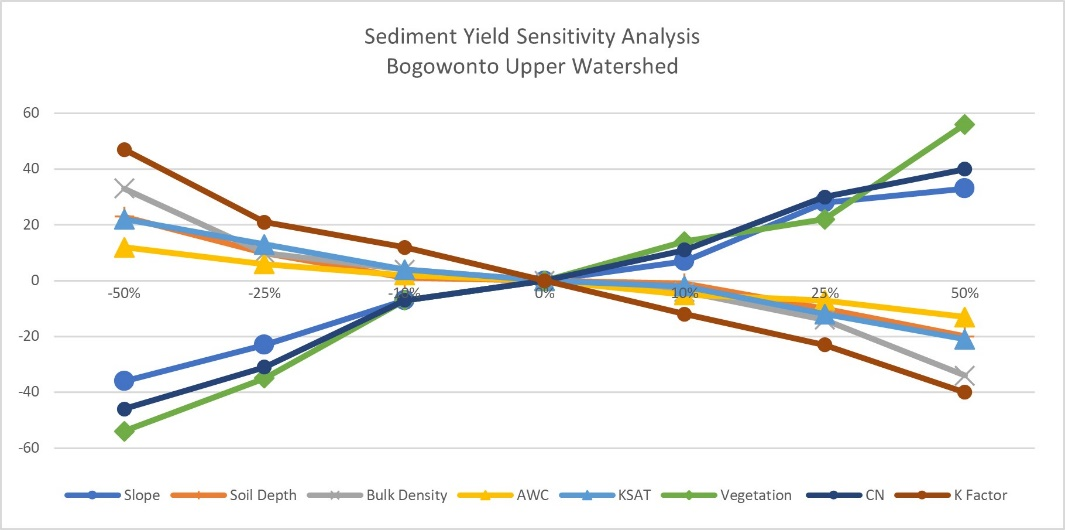 Sediment Yield Sensitivity Analysis
Bogowonto Upper Watershed
60
40
20
0
-50% -25% -10% 0% 10% 25% 50%
-20
-40
-60
Slope Soil Depth Bulk Density AWC KSAT Vegetation CN K Factor